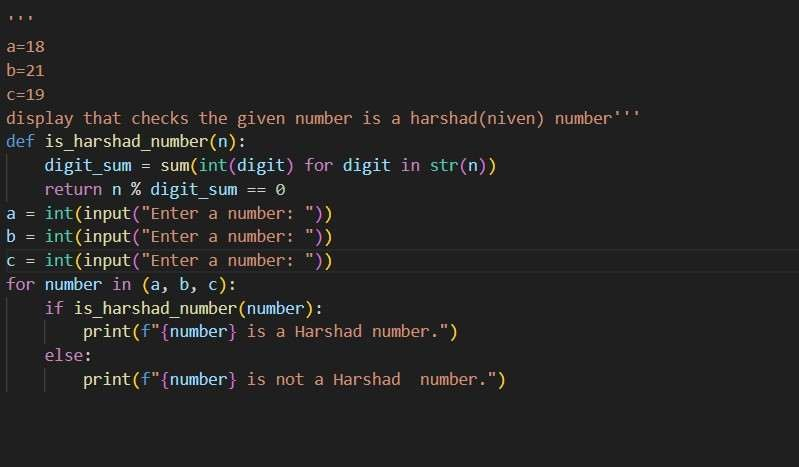 '''
a=18
b=21
c=19
display that checks the given number is a harshad(niven) number'''
def is_harshad_number(n):
    digit_sum = sum(int(digit) for digit in str(n))
    return n % digit_sum == 0
a = int(input("Enter a number: "))
b = int(input("Enter a number: "))
c = int(input("Enter a number: "))
for number in (a, b, c):
    if is_harshad_number(number):
        print(f"{number} is a Harshad number.")
    else:
        print(f"{number} is not a Harshad  number.")